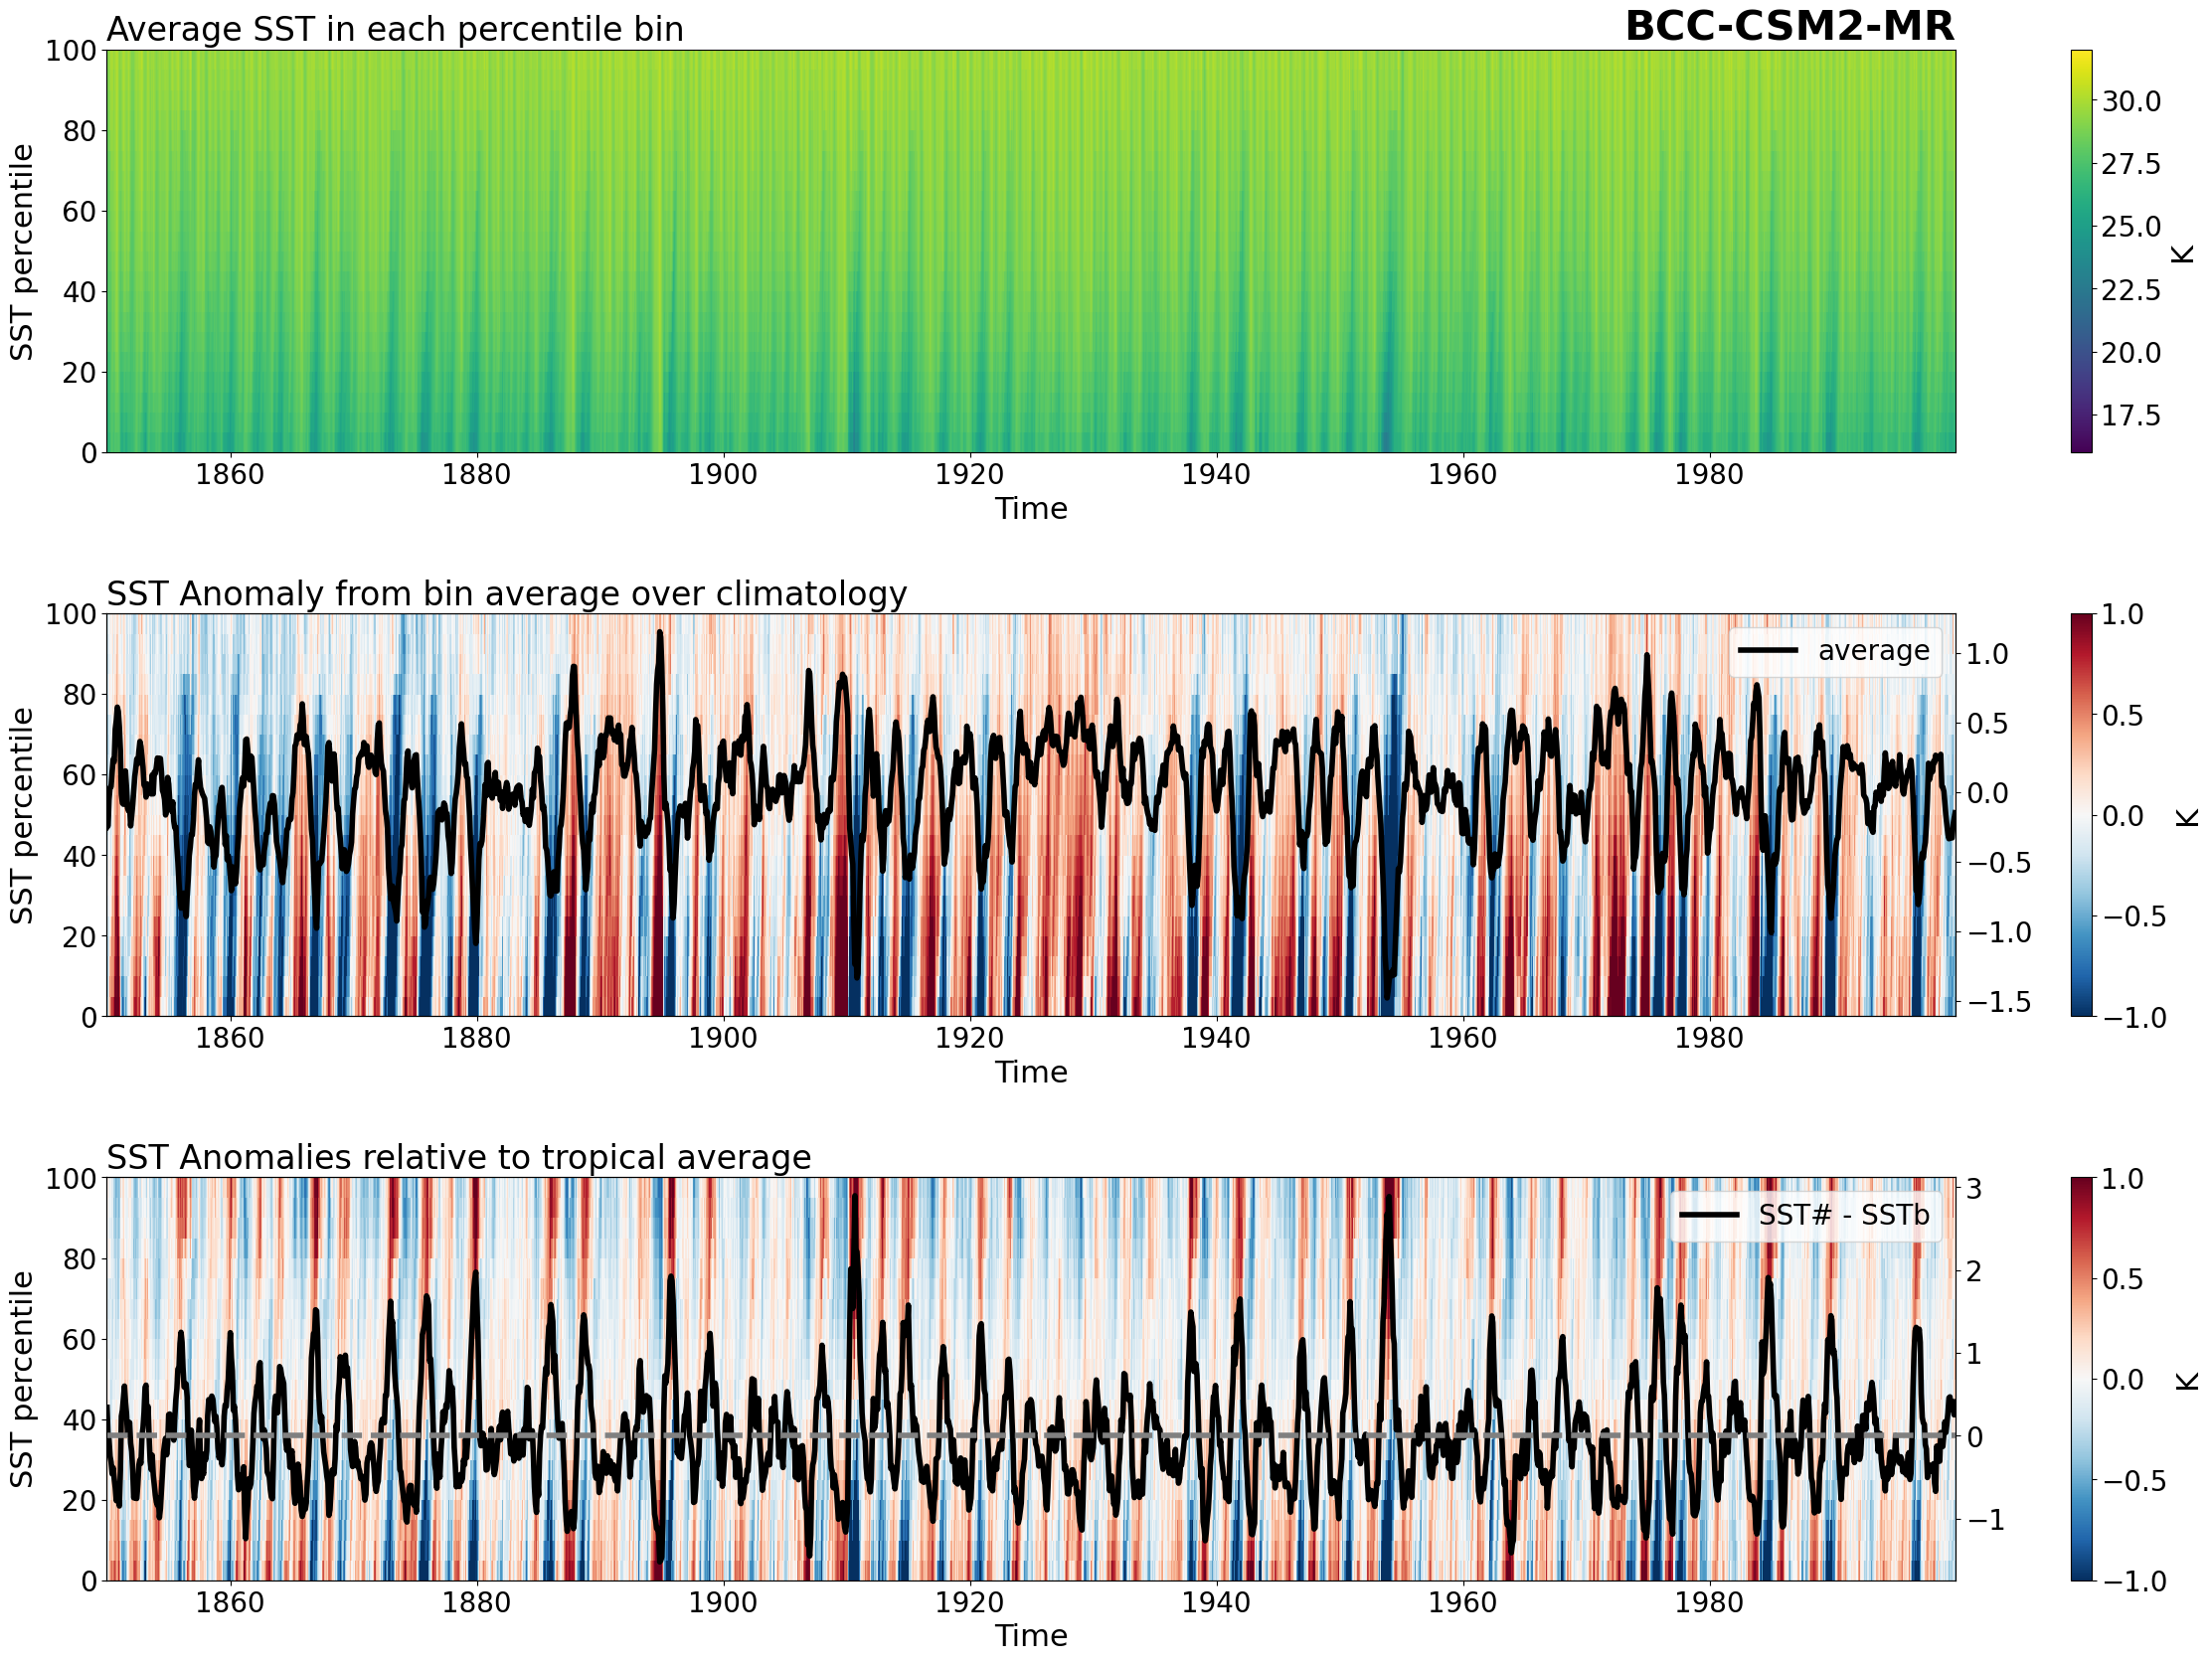 Average SST in each percentile bin
BCC-CSM2-MR
100
80
60
40
20
0
SST percentile
1860 1880 1900 1920 1940 1960 1980
Time
30.0
27.5
25.0
22.5
20.0
17.5
K
SST Anomaly from bin average over climatology
100
80
60
40
20
0
SST percentile
average
1.0
0.5
0.0
−0.5
−1.0
−1.5
1860 1880 1900 1920 1940 1960 1980
Time
1.0
0.5
0.0
−0.5
−1.0
K
SST Anomalies relative to tropical average
100
80
60
40
20
0
SST percentile
SST# - SSTb
3
2
1
0
−1
1860 1880 1900 1920 1940 1960 1980
Time
1.0
0.5
0.0
−0.5
−1.0
K